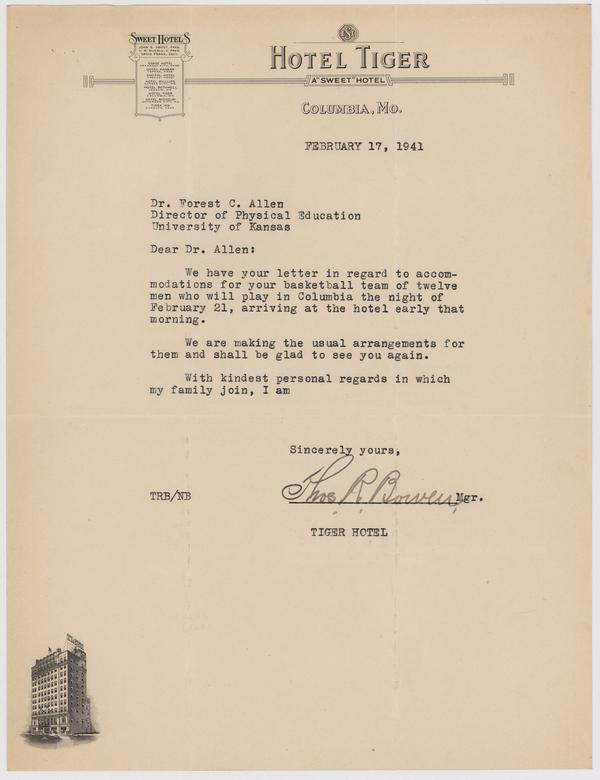 SWEET HOTELS
HOTEL TIGER
A "SWEET" HOTEL
COLUMBIA, MO.
FEBRUARY 17, 1941
Dr. Forest C. Allen
Director of Physical Education
University of Kansas
Dear Dr. Allen:
We have your letter in regard to accom-
modations for your basketball team of twelve
men who will play in Columbia the night of
February 21, arriving at the hotel early that
morning.
We are making the usual arrangements for
them and shall be glad to see you again.
With kindest personal regards in which
my family join, I am
Sincerely yours,
Thos R. Bowen Mgr.
TRB/NB
TIGER HOTEL